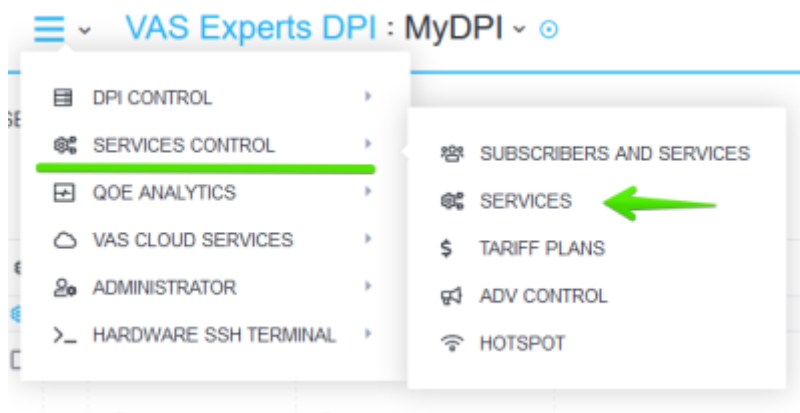 VAS Experts DPI : MyDPI
DPI CONTROL
SERVICES CONTROL
QOE ANALYTICS
VAS CLOUD SERVICES
ADMINISTRATOR
HARDWARE SSH TERMINAL
SUBSCRIBERS AND SERVICES
SERVICES
$ TARIFF PLANS
ADV CONTROL
HOTSPOT